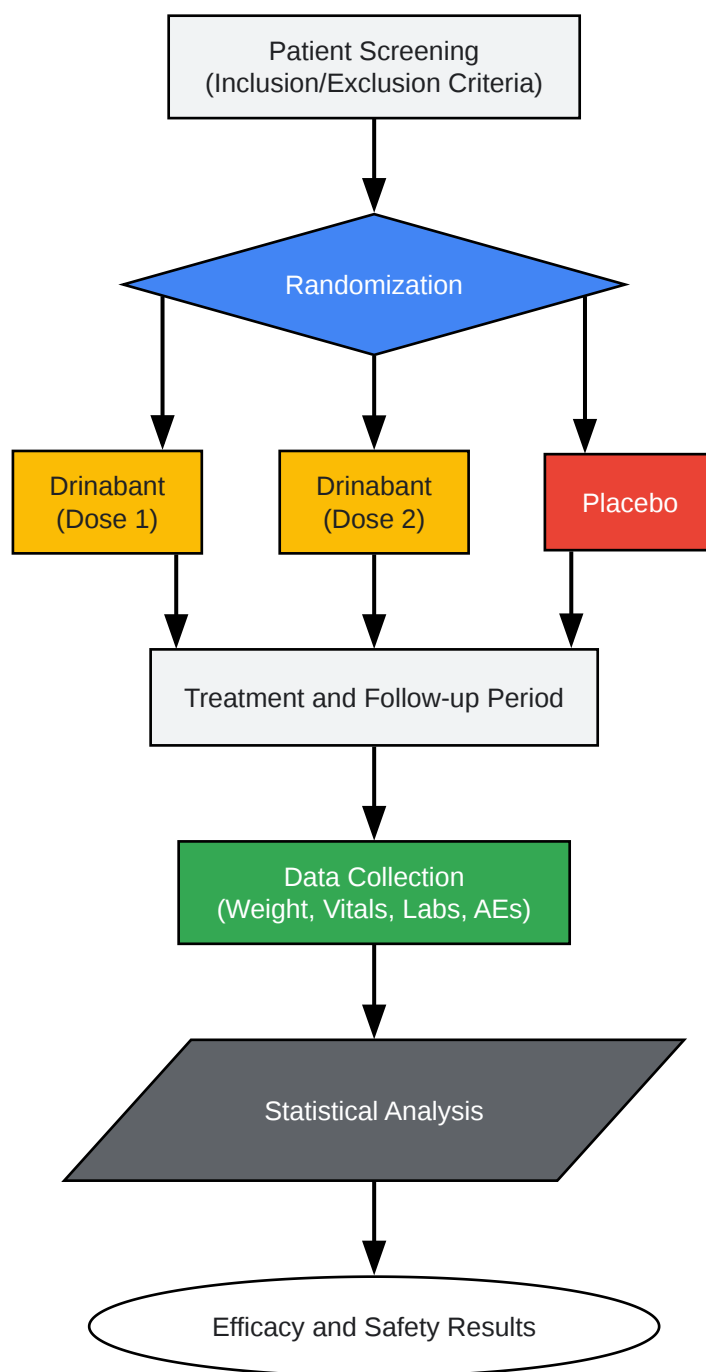 Patient Screening
(Inclusion/Exclusion Criteria)
Randomization
Drinabant
(Dose 1)
Drinabant
(Dose 2)
Placebo
Treatment and Follow-up Period
Data Collection
(Weight, Vitals, Labs, AEs)
Statistical Analysis
Efficacy and Safety Results